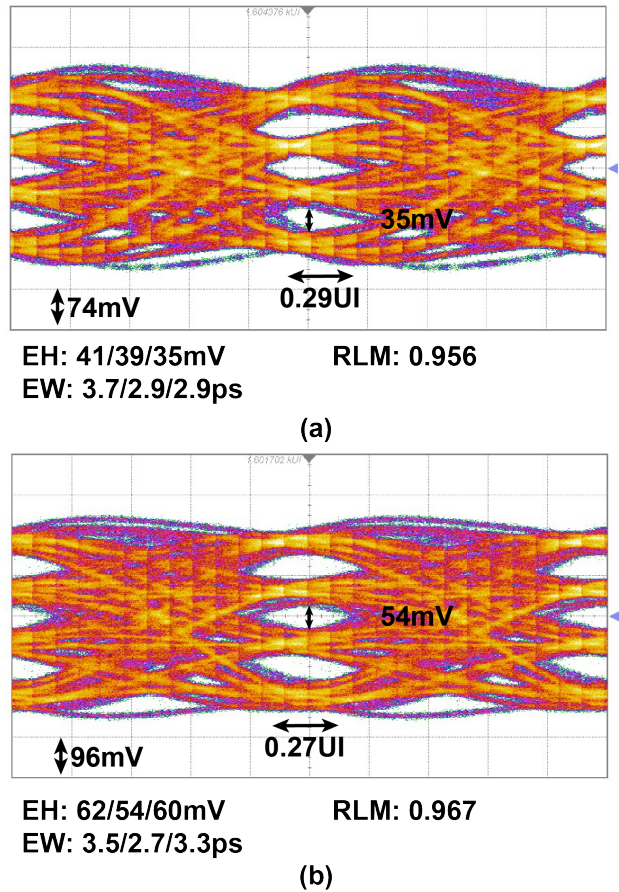 1.604376 kUI
35mV
0.29UI
74mV
EH: 41/39/35mV RLM: 0.956
EW: 3.7/2.9/2.9ps
(a)
1.601702 kUI
54mV
0.27UI
96mV
EH: 62/54/60mV RLM: 0.967
EW: 3.5/2.7/3.3ps
(b)